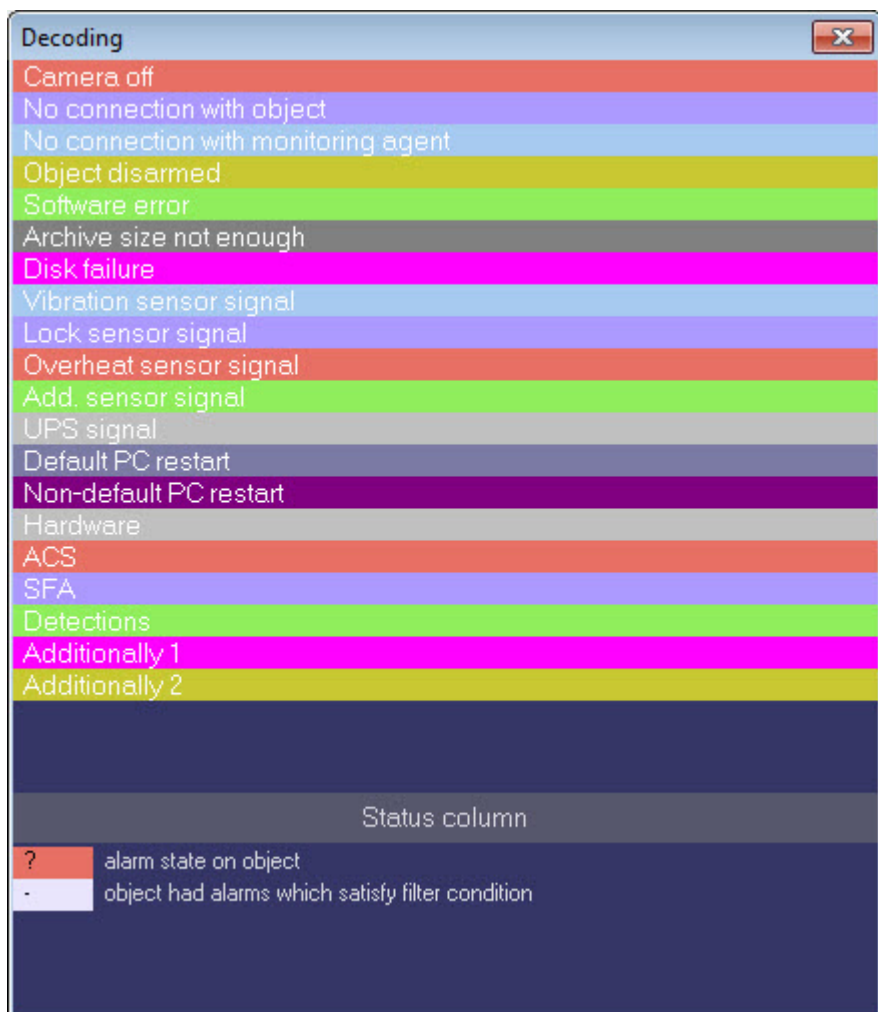 Decoding
Camera off
No connection with object
No connection with monitoring agent
Object disarmed
Software error
Archive size not enough
Disk failure
Vibration sensor signal
Lock sensor signal
Overheat sensor signal
Add. sensor signal
UPS signal
Default PC restart
Non-default PC restart
Hardware
ACS
SFA
Detections
Additionally 1
Additionally 2
Status column
? alarm state on object
- object had alarms which satisfy filter condition